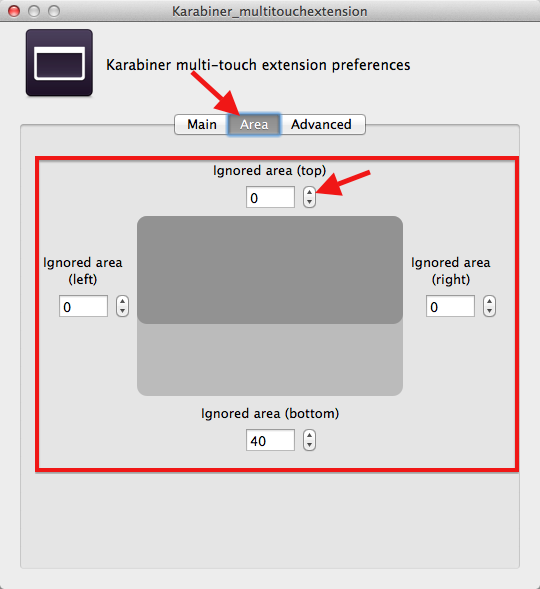 Karabiner_multitouchextension
Karabiner multi-touch extension preferences
Main Area Advanced
Ignored area (top)
0
Ignored area
(left)
0
Ignored area
(right)
0
Ignored area (bottom)
40